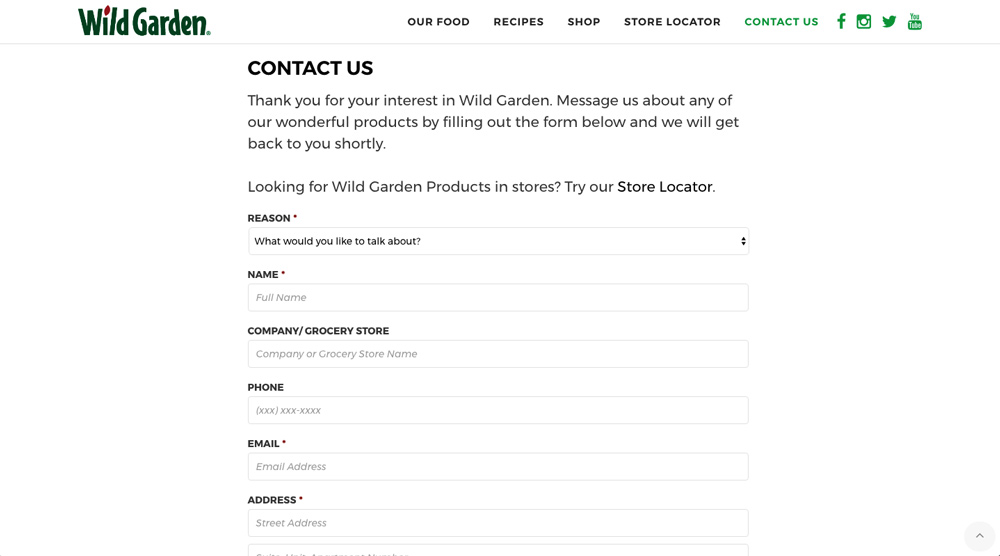 Wild Garden®
OUR FOOD RECIPES SHOP STORE LOCATOR CONTACT US You Tube
CONTACT US
Thank you for your interest in Wild Garden. Message us about any of
our wonderful products by filling out the form below and we will get
back to you shortly.
Looking for Wild Garden Products in stores? Try our Store Locator.
REASON *
What would you like to talk about?
NAME *
Full Name
COMPANY/ GROCERY STORE
Company or Grocery Store Name
PHONE
(xxx) xxx-xxxx
EMAIL *
Email Address
ADDRESS *
Street Address